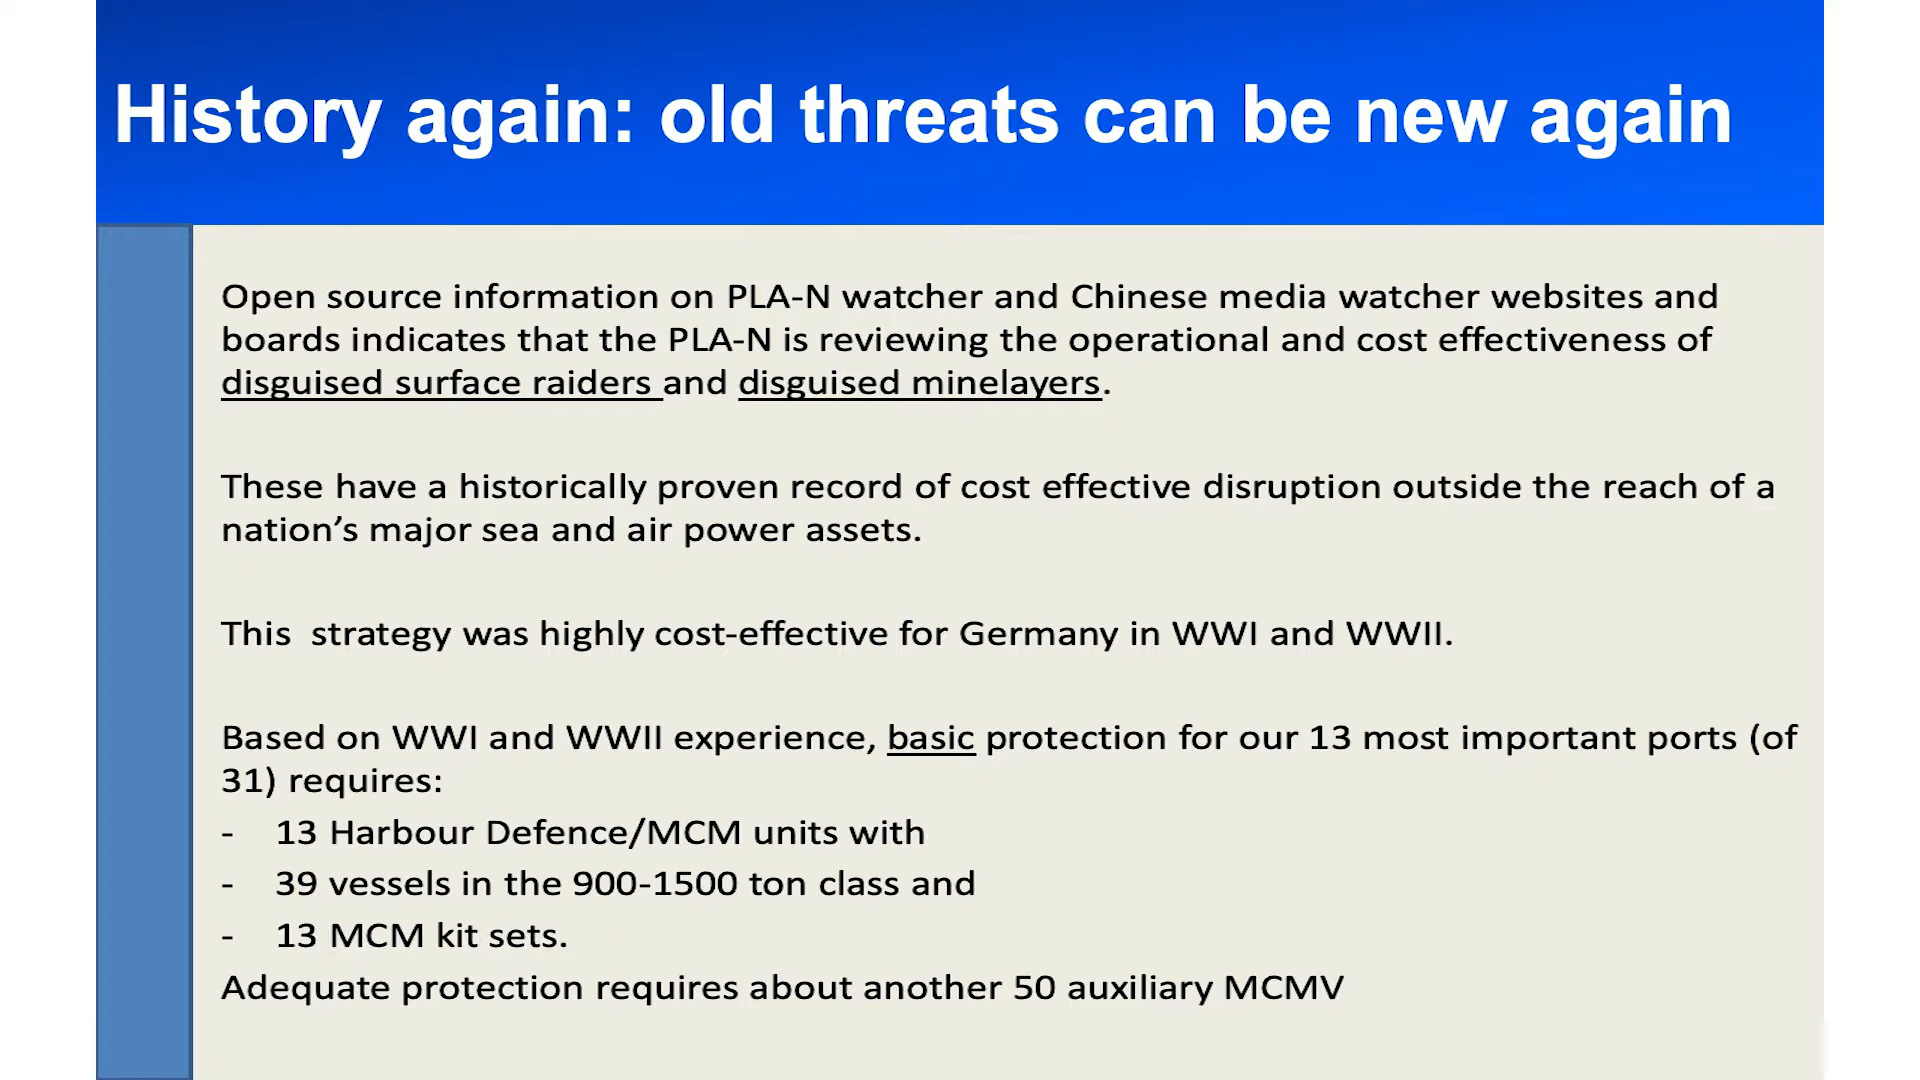 History again: old threats can be new again
Open source information on PLA-N watcher and Chinese media watcher websites and
boards indicates that the PLA-N is reviewing the operational and cost effectiveness of
disguised surface raiders and disguised minelayers.
These have a historically proven record of cost effective disruption outside the reach of a
nation’s major sea and air power assets.
This  strategy was highly cost-effective for Germany in WWI and WWII.
Based on WWI and WWII experience, basic protection for our 13 most important ports (of
31) requires:
- 13 Harbour Defence/MCM units with
- 39 vessels in the 900-1500 ton class and
- 13 MCM kit sets.
Adequate protection requires about another 50 auxiliary MCMV